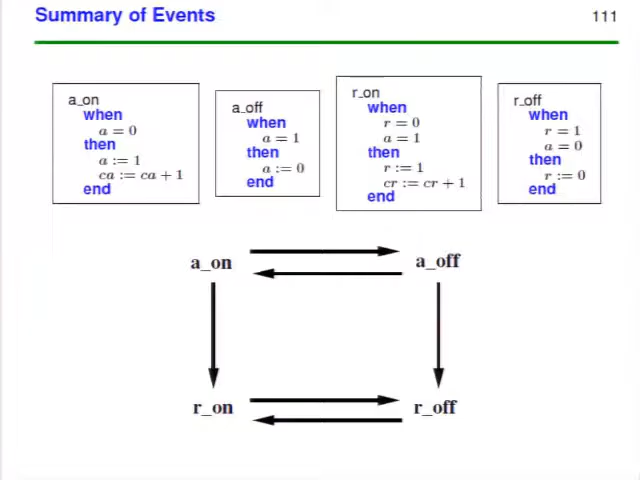 Summary of Events
111
a_on
when
a = 0
then
a := 1
ca := ca + 1
end
a_off
when
a = 1
then
a := 0
end
r_on
when
r = 0
a = 1
then
r := 1
cr := cr + 1
end
r_off
when
r = 1
a = 0
then
r := 0
end
a_on
a_off
r_on
r_off